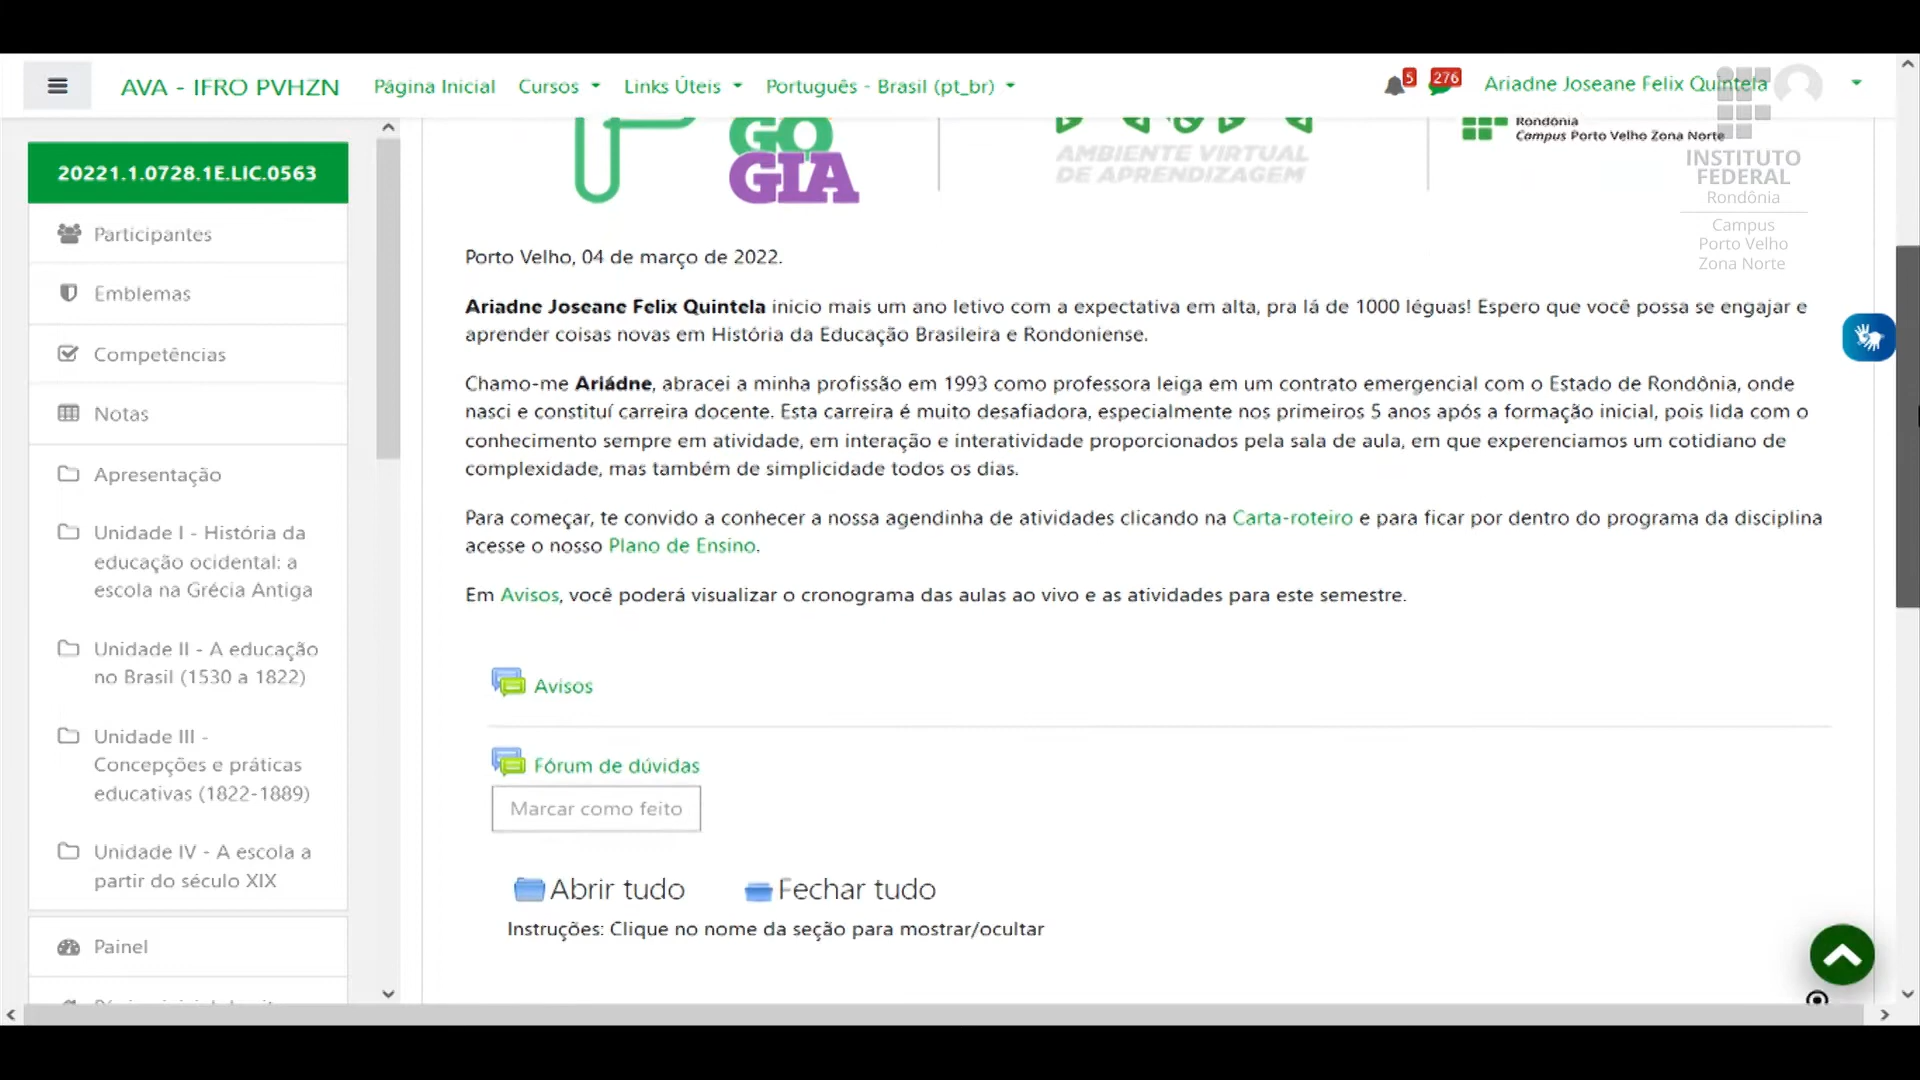 AVA - IFRO PVHZN
Página Inicial
Cursos
Links Úteis
Português - Brasil (pt_br)
5
276
Ariadne Joseane Felix Quintela
20221.1.0728.1E.LIC.0563
Participantes
Emblemas
Competências
Notas
Apresentação
Unidade I - História da
educação ocidental: a
escola na Grécia Antiga
Unidade II - A educação
no Brasil (1530 a 1822)
Unidade III -
Concepções e práticas
educativas (1822-1889)
Unidade IV - A escola a
partir do século XIX
Painel
GO
GIA
AMBIENTE VIRTUAL
DE APRENDIZAGEM
Rondônia
Campus Porto Velho Zona Norte
INSTITUTO
FEDERAL
Rondônia
Campus
Porto Velho
Zona Norte
Porto Velho, 04 de março de 2022.
Ariadne Joseane Felix Quintela inicio mais um ano letivo com a expectativa em alta, pra lá de 1000 léguas! Espero que você possa se engajar e
aprender coisas novas em História da Educação Brasileira e Rondoniense.
Chamo-me Ariádne, abracei a minha profissão em 1993 como professora leiga em um contrato emergencial com o Estado de Rondônia, onde
nasci e constituí carreira docente. Esta carreira é muito desafiadora, especialmente nos primeiros 5 anos após a formação inicial, pois lida com o
conhecimento sempre em atividade, em interação e interatividade proporcionados pela sala de aula, em que experenciamos um cotidiano de
complexidade, mas também de simplicidade todos os dias.
Para começar, te convido a conhecer a nossa agendinha de atividades clicando na Carta-roteiro e para ficar por dentro do programa da disciplina
acesse o nosso Plano de Ensino.
Em Avisos, você poderá visualizar o cronograma das aulas ao vivo e as atividades para este semestre.
Avisos
Fórum de dúvidas
Marcar como feito
Abrir tudo
Fechar tudo
Instruções: Clique no nome da seção para mostrar/ocultar